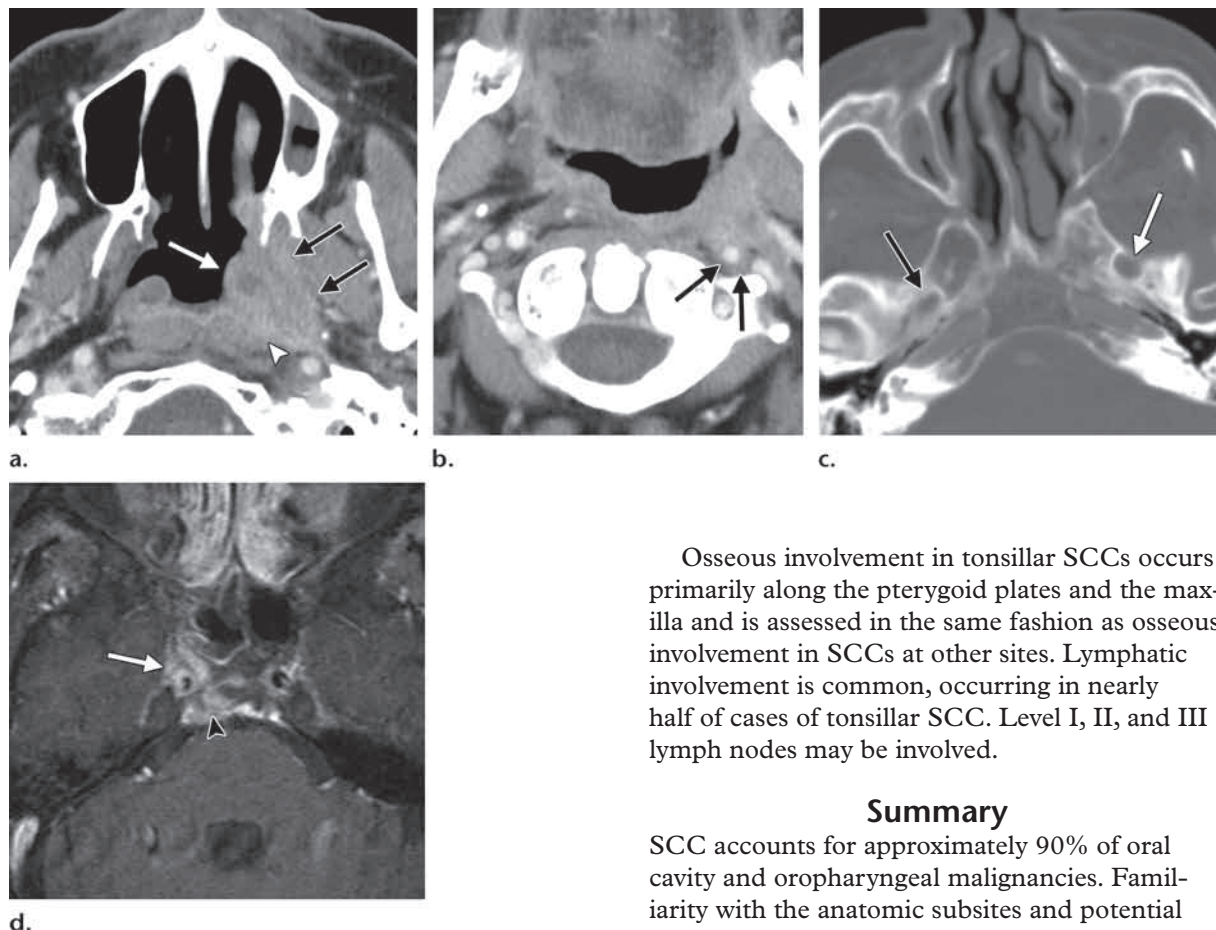 a.
b.
c.
d.
Osseous involvement in tonsillar SCCs occurs
primarily along the pterygoid plates and the max-
illa and is assessed in the same fashion as osseous
involvement in SCCs at other sites. Lymphatic
involvement is common, occurring in nearly
half of cases of tonsillar SCC. Level I, II, and III
lymph nodes may be involved.
Summary
SCC accounts for approximately 90% of oral
cavity and oropharyngeal malignancies. Famil-
iarity with the anatomic subsites and potential